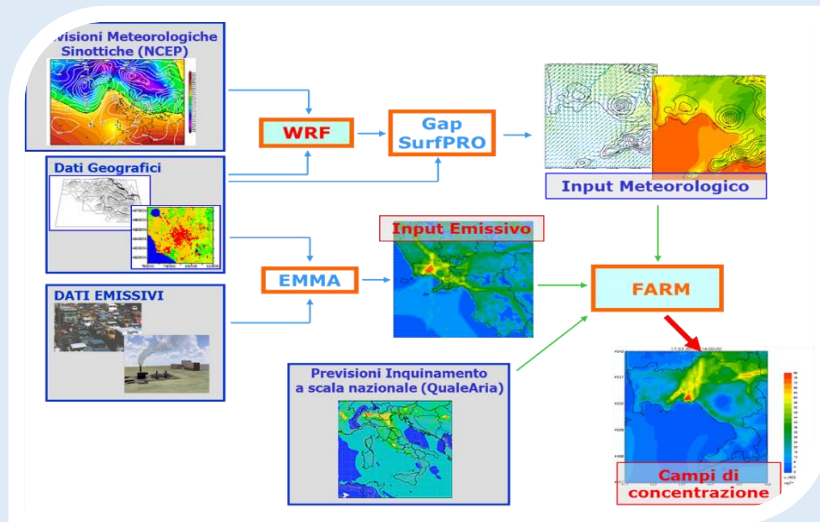 visioni Meteorologiche
Sinottiche (NCEP)
WRF
Gap
SurfPRO
Input Meteorologico
Dati Geografici
Input Emissivo
EMMA
FARM
DATI EMISSIVI
Previsioni Inquinamento
a scala nazionale (QualeAria)
Campi di
concentrazione